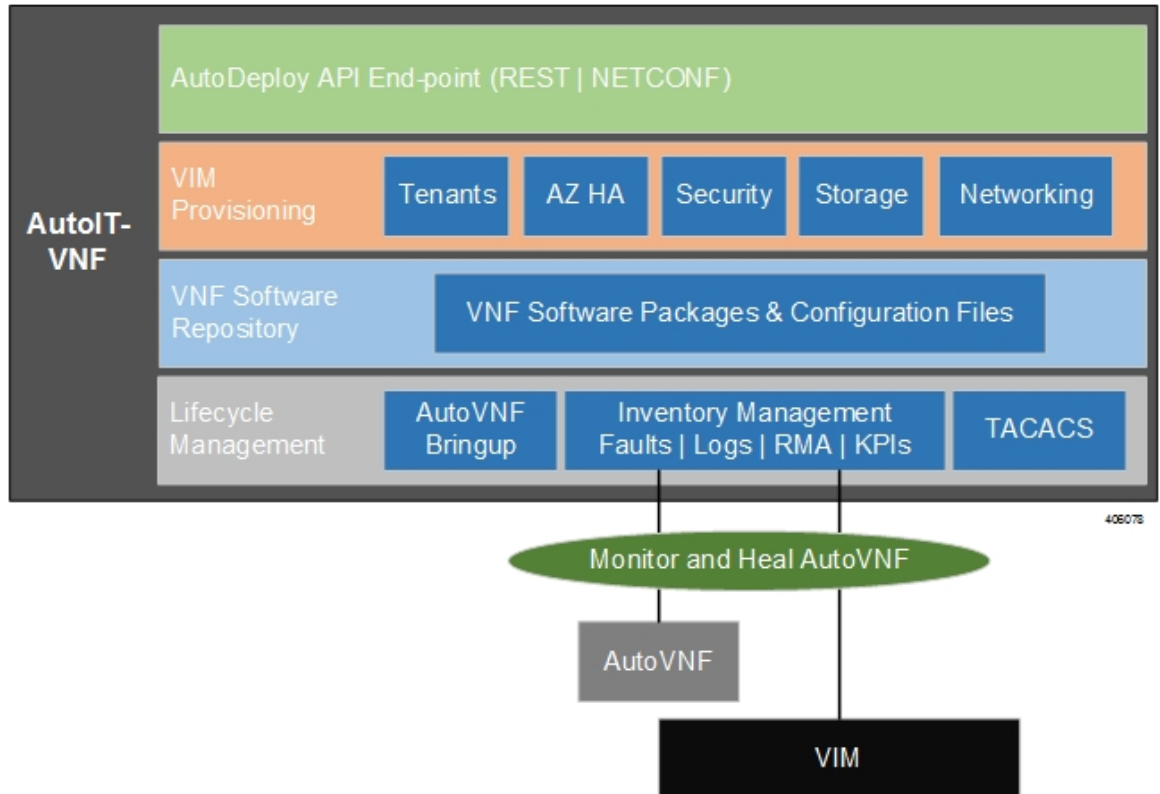 AutoDeploy API End-point (REST | NETCONF)
AutoIT-
VNF
VIM
Provisioning
Tenants
AZ HA
Security
Storage
Networking
VNF Software
Repository
VNF Software Packages & Configuration Files
Lifecycle
Management
AutoVNF
Bringup
Inventory Management
Faults | Logs | RMA | KPIs
TACACS
406078
Monitor and Heal AutoVNF
AutoVNF
VIM